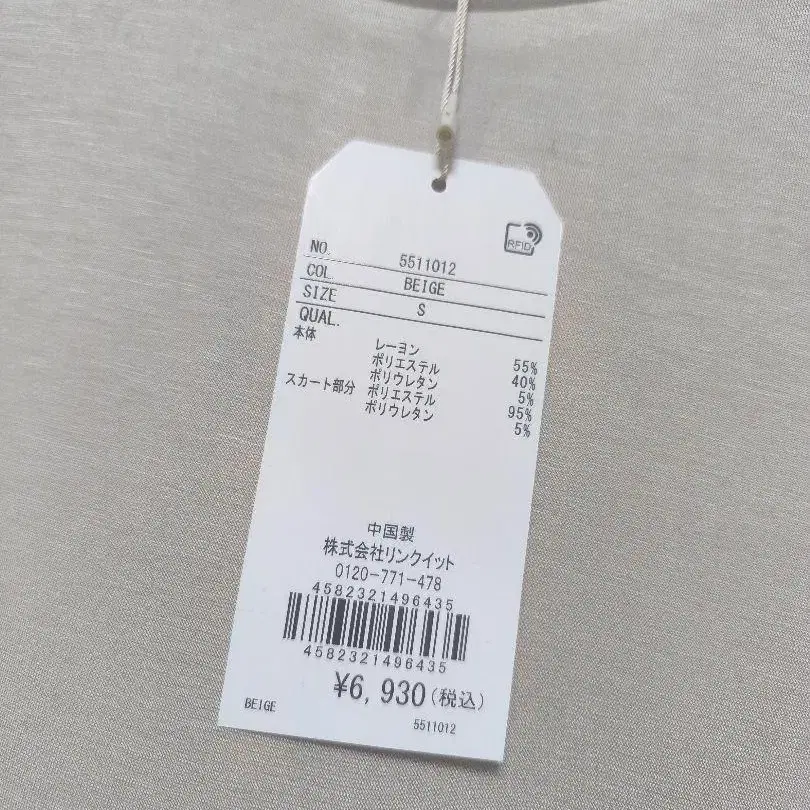 RFID
NO. 5511012
COL. BEIGE
SIZE S
QUAL.
本体 レーヨン 55%
ポリエステル 40%
ポリウレタン 5%
スカート部分 ポリエステル 95%
ポリウレタン 5%
中国製
株式会社リンクイット
0120-771-478
4582321496435
4582321496435
¥6,930(税込)
BEIGE 5511012